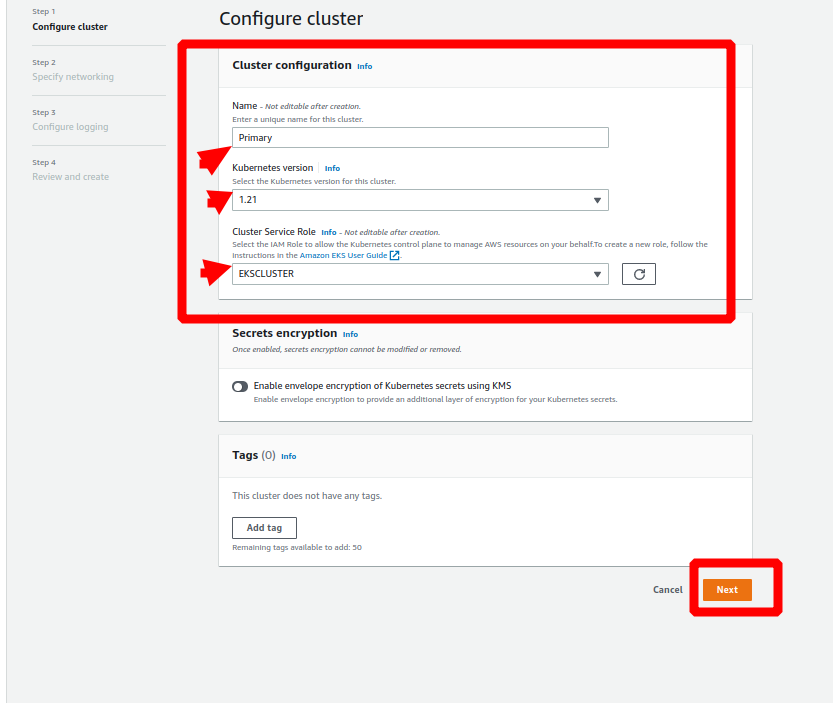 Step 1
Configure cluster
Step 2
Specify networking
Step 3
Configure logging
Step 4
Review and create
Configure cluster
Cluster configuration Info
Name - Not editable after creation.
Enter a unique name for this cluster.
Primary
Kubernetes version Info
Select the Kubernetes version for this cluster.
1.21
Cluster Service Role Info - Not editable after creation.
Select the IAM Role to allow the Kubernetes control plane to manage AWS resources on your behalf.To create a new role, follow the
instructions in the Amazon EKS User Guide.
EKSCLUSTER
Secrets encryption Info
Once enabled, secrets encryption cannot be modified or removed.
Enable envelope encryption of Kubernetes secrets using KMS
Enable envelope encryption to provide an additional layer of encryption for your Kubernetes secrets.
Tags (0) Info
This cluster does not have any tags.
Add tag
Remaining tags available to add: 50
Cancel Next